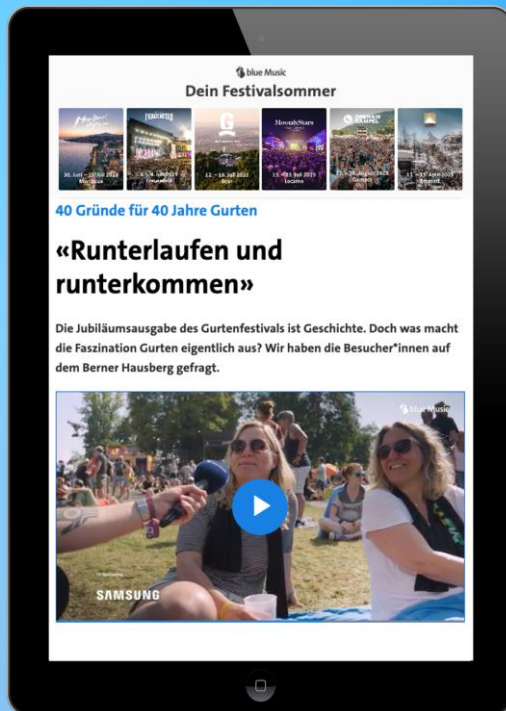 blue Music
Dein Festivalsommer
MoonAndStars
40 Gründe für 40 Jahre Gurten
«Runterlaufen und
runterkommen»
Die Jubiläumsausgabe des Gurtenfestivals ist Geschichte. Doch was macht
die Faszination Gurten eigentlich aus? Wir haben die Besucher*innen auf
dem Berner Hausberg gefragt.
blue Music
SAMSUNG